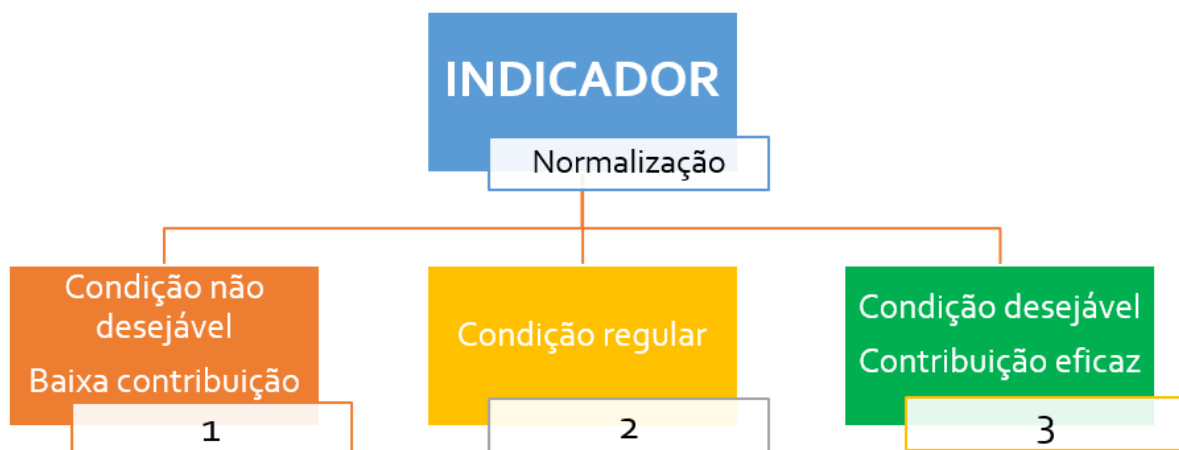 INDICADOR
Normalização
Condição não
desejável
Baixa contribuição
1
Condição regular
2
Condição desejável
Contribuição eficaz
3